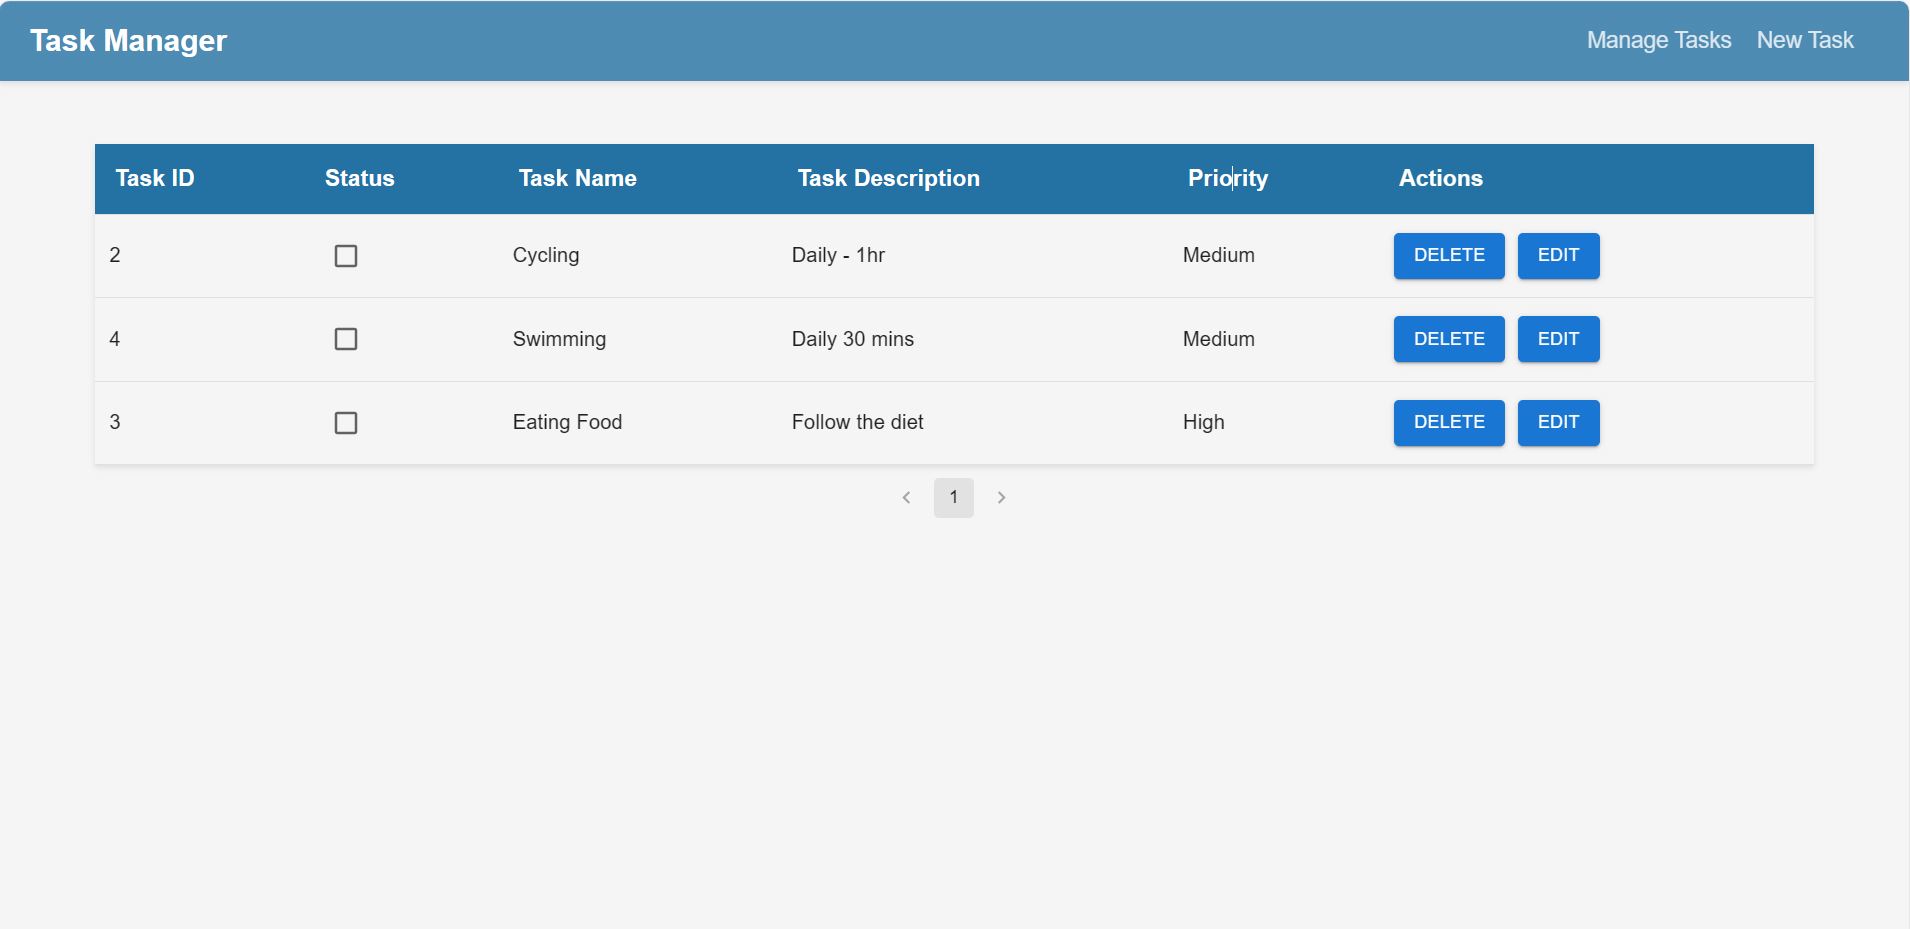 Task Manager Manage Tasks New Task
Task ID Status Task Name Task Description Priority Actions
2 Cycling Daily - 1hr Medium DELETE EDIT
4 Swimming Daily 30 mins Medium DELETE EDIT
3 Eating Food Follow the diet High DELETE EDIT
1